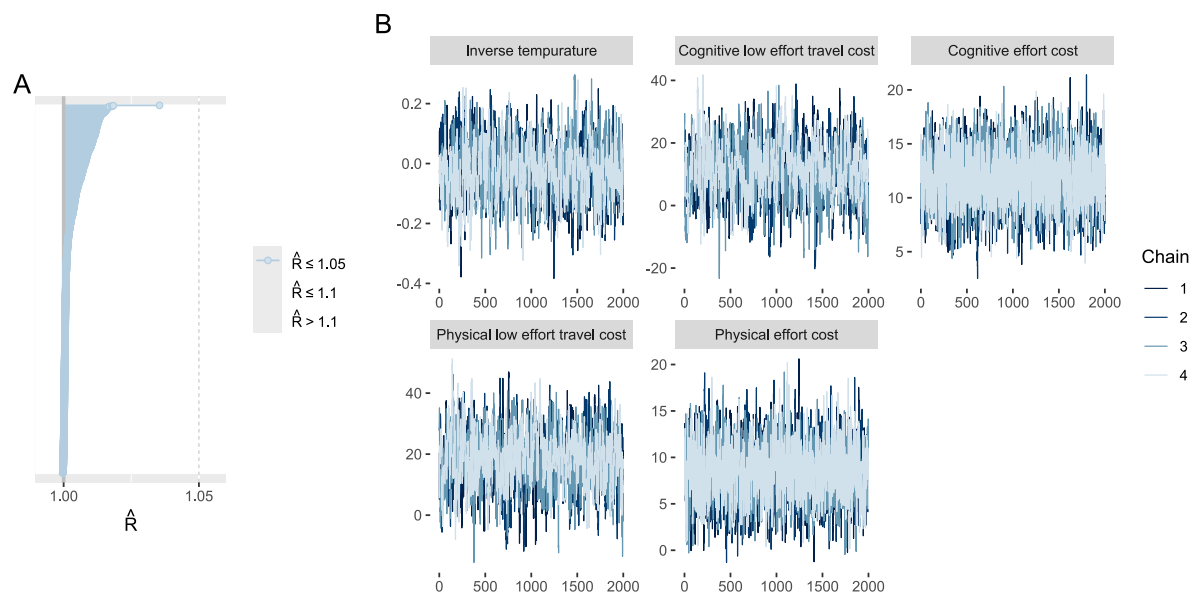 A
1.00
1.05
R̂
R̂ ≤ 1.05
R̂ ≤ 1.1
R̂ > 1.1
B
Inverse tempurature
0.2
0.0
-0.2
-0.4
0 500 1000 1500 2000
Cognitive low effort travel cost
40
20
0
-20
0 500 1000 1500 2000
Cognitive effort cost
20
15
10
5
0 500 1000 1500 2000
Physical low effort travel cost
40
20
0
0 500 1000 1500 2000
Physical effort cost
20
15
10
5
0
0 500 1000 1500 2000
Chain
1
2
3
4